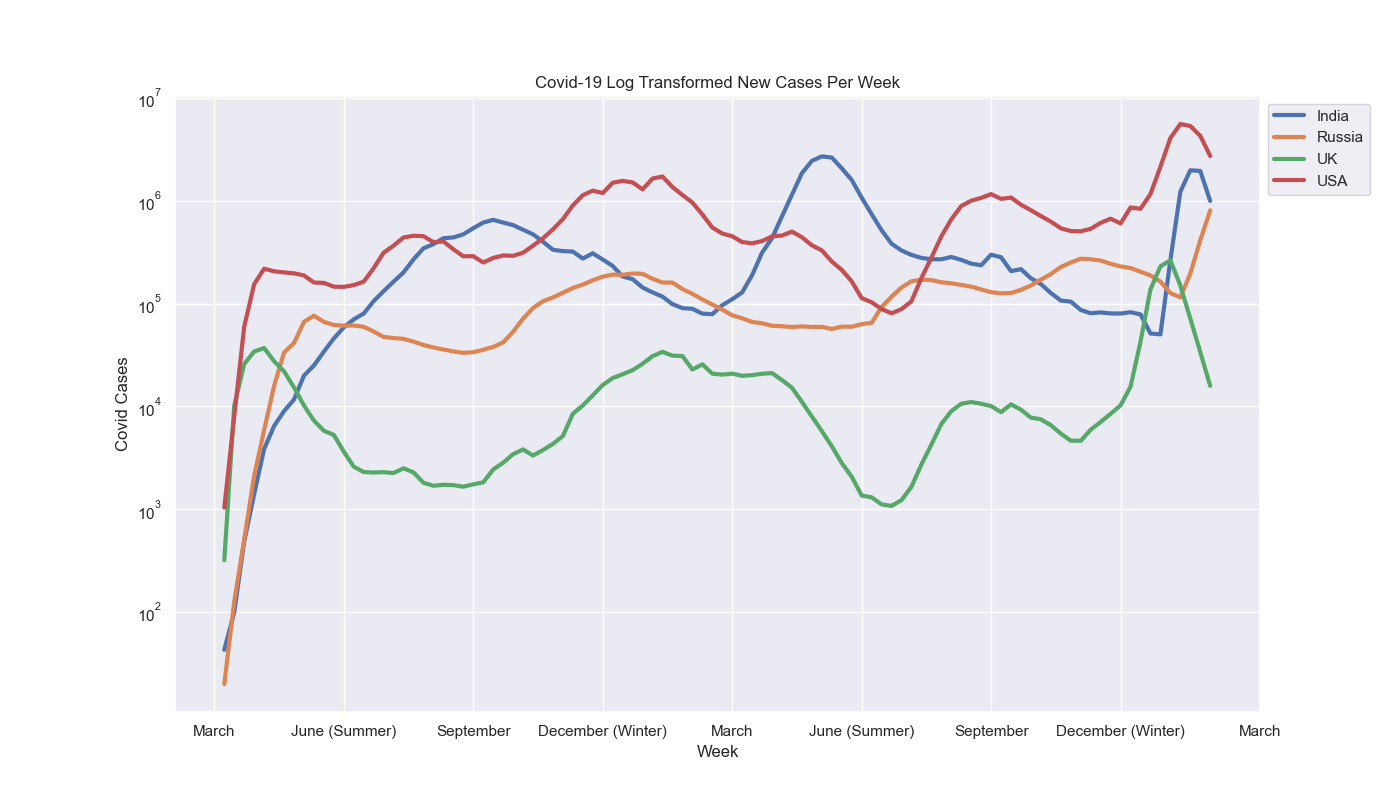 Covid-19 Log Transformed New Cases Per Week
India
Russia
UK
USA
10^7
10^6
10^5
10^4
10^3
10^2
Covid Cases
March June (Summer) September December (Winter) March June (Summer) September December (Winter) March
Week